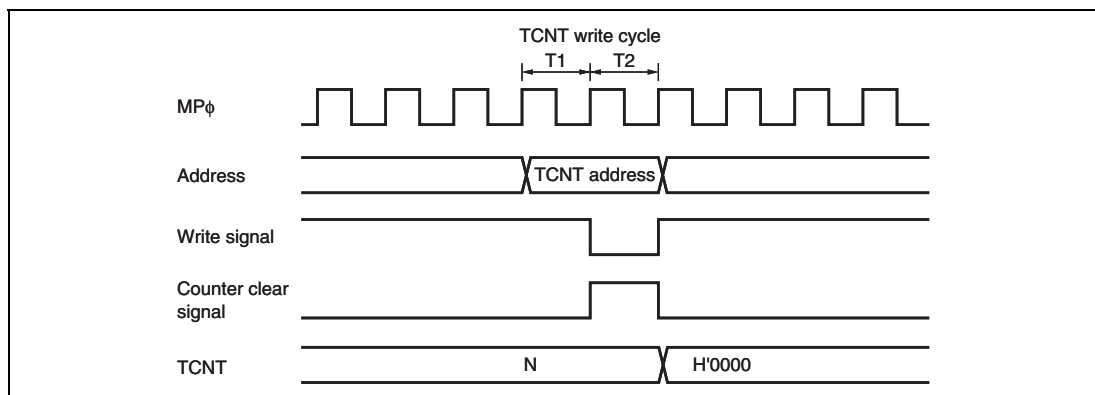 TCNT write cycle
T1 T2
MPϕ
Address
TCNT address
Write signal
Counter clear
signal
TCNT
N
H'0000